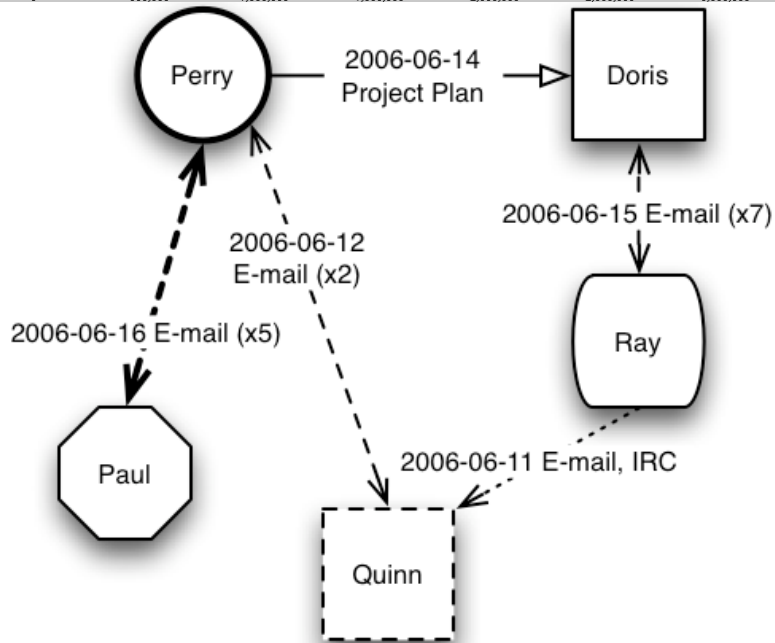 Perry
2006-06-14
Project Plan
Doris
2006-06-12
E-mail (x2)
2006-06-15 E-mail (x7)
2006-06-16 E-mail (x5)
Ray
2006-06-11 E-mail, IRC
Paul
Quinn